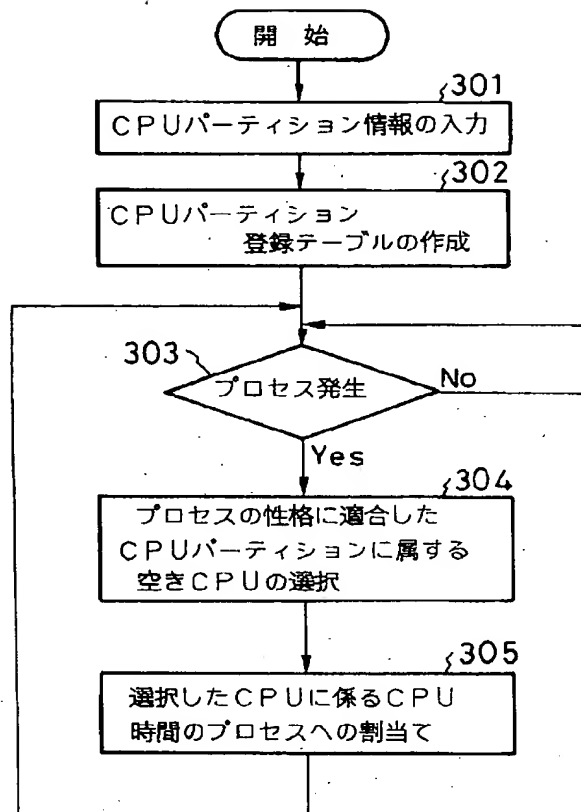 開始
301
CPUパーティション情報の入力
302
CPUパーティション
登録テーブルの作成
303
プロセス発生
No
Yes
304
プロセスの性格に適合した
CPUパーティションに属する
空きCPUの選択
305
選択したCPUに係るCPU
時間のプロセスへの割当て